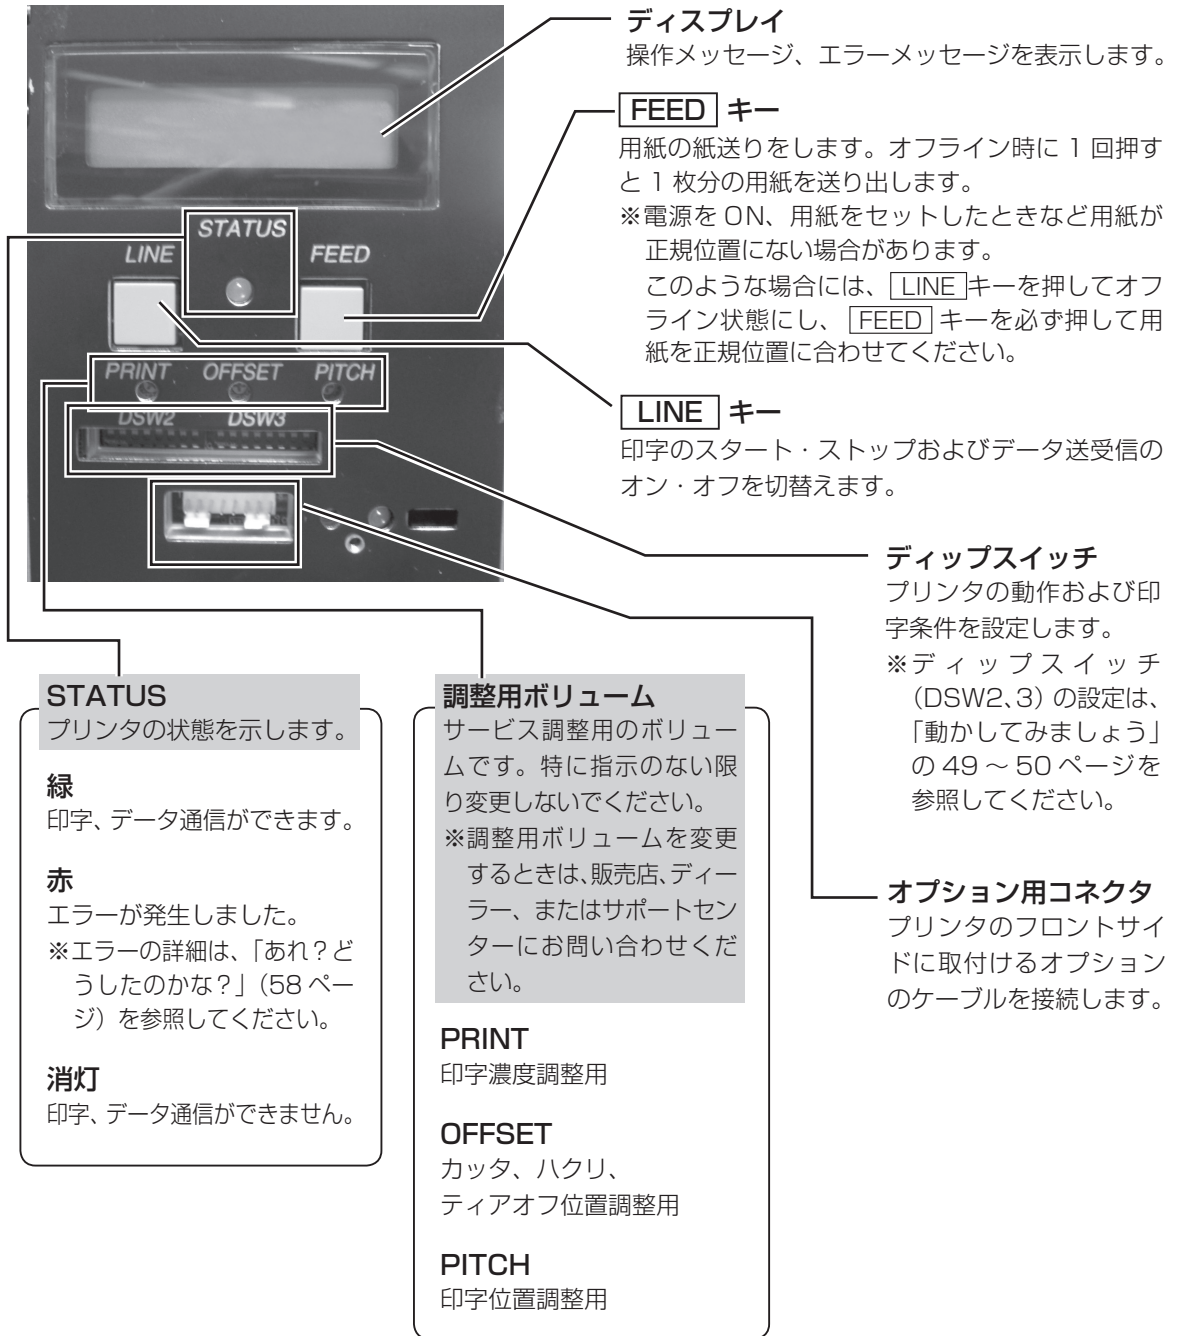 ディスプレイ
操作メッセージ、エラーメッセージを表示します。
FEED キー
用紙の紙送りをします。オフライン時に 1 回押す
と 1 枚分の用紙を送り出します。
※電源を ON、用紙をセットしたときなど用紙が
正規位置にない場合があります。
このような場合には、LINE キーを押してオフ
ライン状態にし、FEED キーを必ず押して用
紙を正規位置に合わせてください。
LINE キー
印字のスタート・ストップおよびデータ送受信の
オン・オフを切替えます。
STATUS
LINE
FEED
PRINT OFFSET PITCH
DSW2 DSW3
ディップスイッチ
プリンタの動作および印
字条件を設定します。
※ディップスイッチ
（DSW2、3）の設定は、
「動かしてみましょう」
の 49 ～ 50 ページを
参照してください。
オプション用コネクタ
プリンタのフロントサイ
ドに取付けるオプション
のケーブルを接続します。
STATUS
プリンタの状態を示します。
緑
印字、データ通信ができます。
赤
エラーが発生しました。
※エラーの詳細は、「あれ？ど
うしたのかな？」（58 ペー
ジ）を参照してください。
消灯
印字、データ通信ができません。
調整用ボリューム
サービス調整用のボリュー
ムです。特に指示のない限
り変更しないでください。
※調整用ボリュームを変更
するときは、販売店、ディー
ラー、またはサポートセン
ターにお問い合わせくだ
さい。
PRINT
印字濃度調整用
OFFSET
カッタ、ハクリ、
ティアオフ位置調整用
PITCH
印字位置調整用